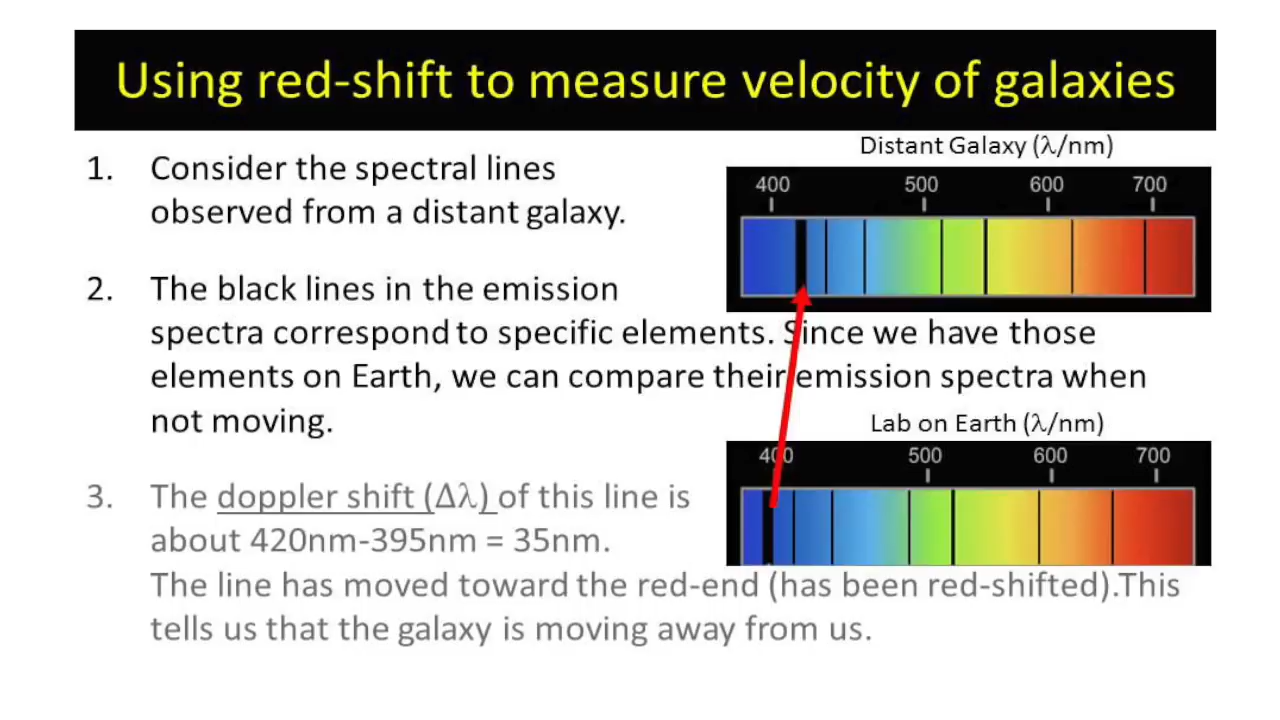 Using red-shift to measure velocity of galaxies
1. Consider the spectral lines
observed from a distant galaxy.
2. The black lines in the emission
spectra correspond to specific elements. Since we have those
elements on Earth, we can compare their emission spectra when
not moving.
3. The doppler shift (Δλ) of this line is
about 420nm-395nm = 35nm.
The line has moved toward the red-end (has been red-shifted).This
tells us that the galaxy is moving away from us.
Distant Galaxy (λ/nm)
400 500 600 700
Lab on Earth (λ/nm)
400 500 600 700